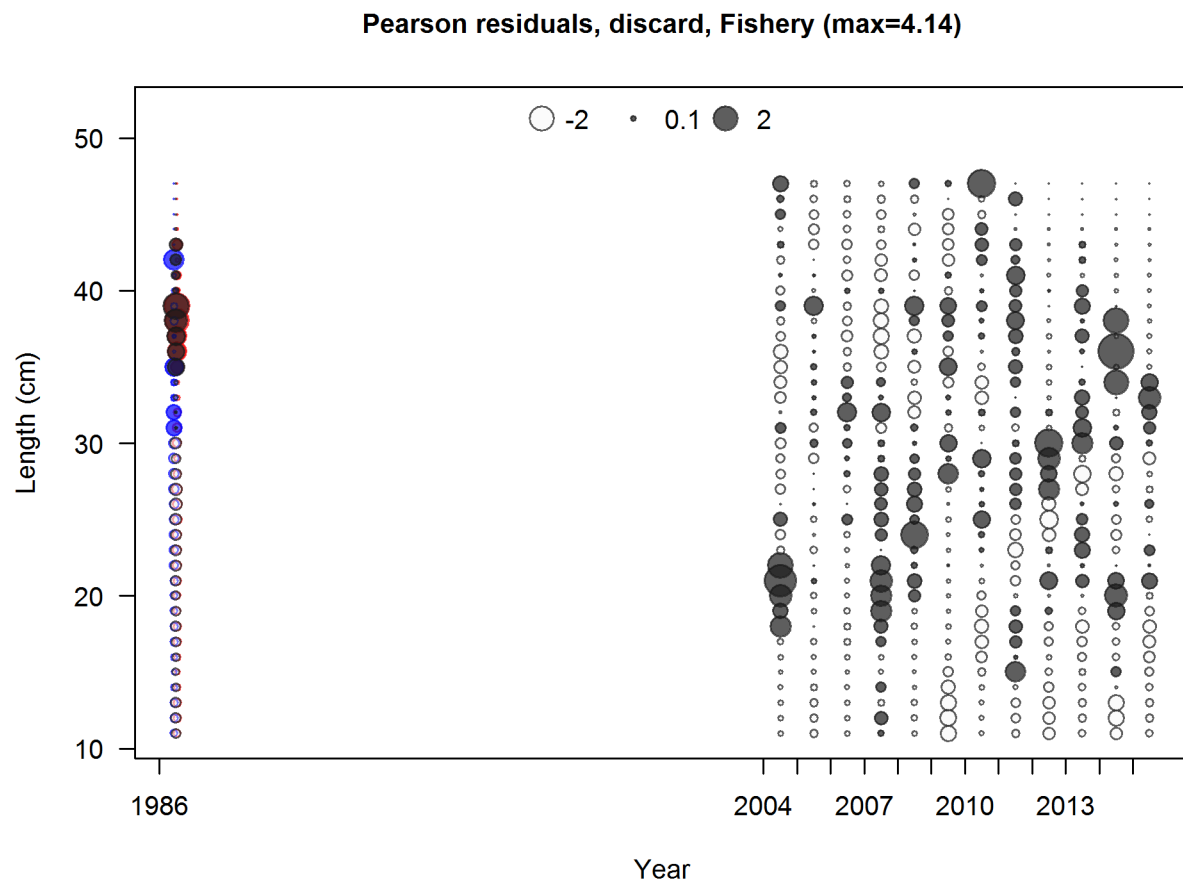 Pearson residuals, discard, Fishery (max=4.14)
-2 0.1 2
50
40
30
20
10
Length (cm)
1986 2004 2007 2010 2013
Year